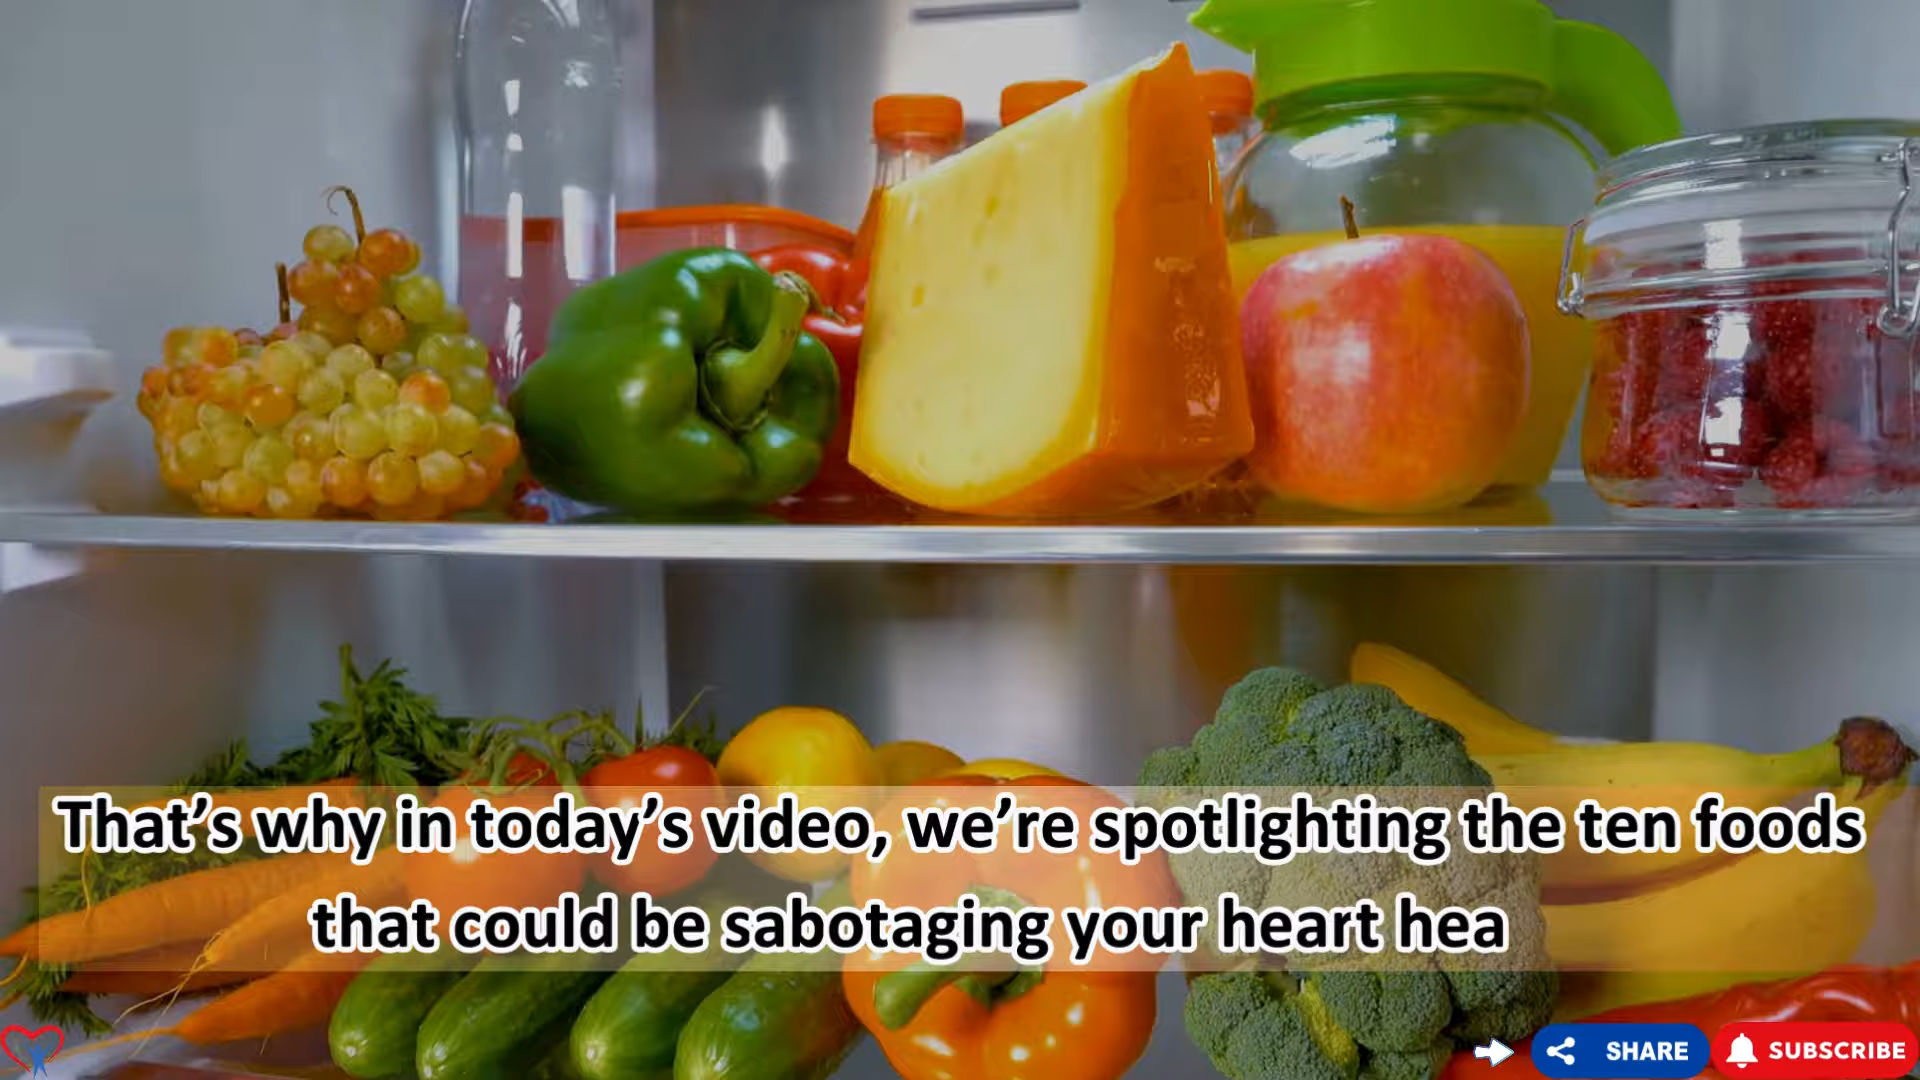 That’s why in today’s video, we’re spotlighting the ten foods
that could be sabotaging your heart hea
SHARE
SUBSCRIBE